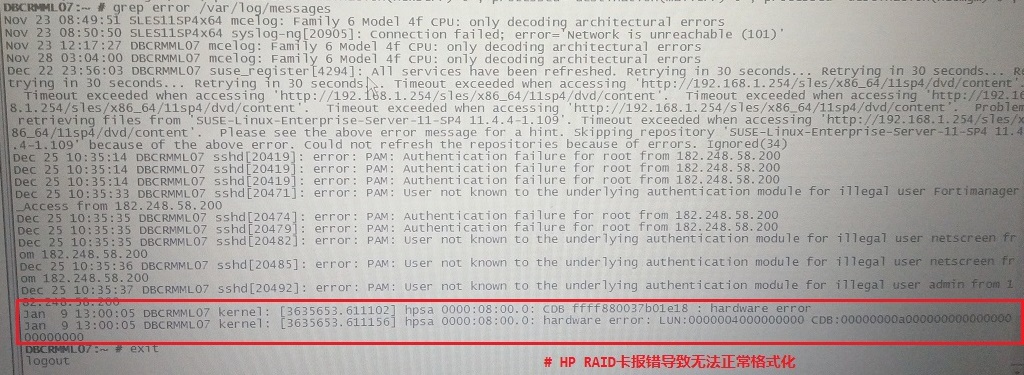 DBCRMML07:~ # grep error /var/log/messages
Nov 23 08:49:51 SLES11SP4x64 mcelog: Family 6 Model 4f CPU: only decoding architectural errors
Nov 23 08:50:50 SLES11SP4x64 syslog-ng[20905]: Connection failed; error='Network is unreachable (101)'
Nov 23 12:17:27 DBCRMML07 mcelog: Family 6 Model 4f CPU: only decoding architectural errors
Nov 28 03:04:00 DBCRMML07 mcelog: Family 6 Model 4f CPU: only decoding architectural errors
Dec 22 23:56:03 DBCRMML07 suse_register[4294]: All services have been refreshed. Retrying in 30 seconds... Retrying in 30 seconds... Re
trying in 30 seconds... Retrying in 30 seconds... Timeout exceeded when accessing 'http://192.168.1.254/sles/x86_64/11sp4/dvd/content'.
Timeout exceeded when accessing 'http://192.168.1.254/sles/x86_64/11sp4/dvd/content'. Timeout exceeded when accessing 'http://192.16
8.1.254/sles/x86_64/11sp4/dvd/content'. Timeout exceeded when accessing 'http://192.168.1.254/sles/x86_64/11sp4/dvd/content'. Problem
retrieving files from 'SUSE-Linux-Enterprise-Server-11-SP4 11.4.4-1.109'. Timeout exceeded when accessing 'http://192.168.1.254/sles/x
86_64/11sp4/dvd/content'. Please see the above error message for a hint. Skipping repository 'SUSE-Linux-Enterprise-Server-11-SP4 11.4
.4-1.109' because of the above error. Could not refresh the repositories because of errors. Ignored(34)
Dec 25 10:35:14 DBCRMML07 sshd[20419]: error: PAM: Authentication failure for root from 182.248.58.200
Dec 25 10:35:14 DBCRMML07 sshd[20419]: error: PAM: Authentication failure for root from 182.248.58.200
Dec 25 10:35:14 DBCRMML07 sshd[20419]: error: PAM: Authentication failure for root from 182.248.58.200
Dec 25 10:35:33 DBCRMML07 sshd[20471]: error: PAM: User not known to the underlying authentication module for illegal user Fortimanager
_Access from 182.248.58.200
Dec 25 10:35:35 DBCRMML07 sshd[20474]: error: PAM: Authentication failure for root from 182.248.58.200
Dec 25 10:35:35 DBCRMML07 sshd[20479]: error: PAM: Authentication failure for root from 182.248.58.200
Dec 25 10:35:35 DBCRMML07 sshd[20482]: error: PAM: User not known to the underlying authentication module for illegal user netscreen fr
om 182.248.58.200
Dec 25 10:35:36 DBCRMML07 sshd[20485]: error: PAM: User not known to the underlying authentication module for illegal user netscreen fr
om 182.248.58.200
Dec 25 10:35:37 DBCRMML07 sshd[20492]: error: PAM: User not known to the underlying authentication module for illegal user admin from 1
82.248.58.200
Jan 9 13:00:05 DBCRMML07 kernel: [3635653.611102] hpsa 0000:08:00.0: CDB ffff880037b01e18 : hardware error
Jan 9 13:00:05 DBCRMML07 kernel: [3635653.611156] hpsa 0000:08:00.0: hardware error: LUN:0000004000000000 CDB:00000000a0000000000000000
00000000
DBCRMML07:~ # exit
logout
# HP RAID卡报错导致无法正常格式化